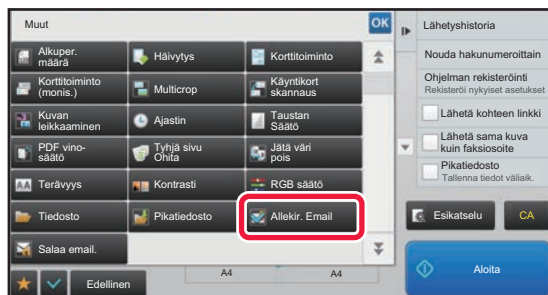 Muut
OK
Alkuper.
määrä
Häivytys
Korttitoiminto
Korttitoiminto
(monis.)
Multicrop
Käyntikort
skannaus
Kuvan
leikkaaminen
Ajastin
Taustan
Säätö
PDF vino-
säätö
Tyhjä sivu
Ohita
Jätä väri
pois
AA Terävyys
Kontrasti
RGB säätö
Tiedosto
Pikatiedosto
Allekir. Email
Salaa email.
Edellinen
A4
A4
Lähetyshistoria
Nouda hakunumeroittain
Ohjelman rekisteröinti
Rekisteröi nykyiset asetukset
Lähetä kohteen linkki
Lähetä sama kuva
kuin faksiosoite
Pikatiedosto
Tallenna tiedot väliaik.
Esikatselu
CA
Aloita